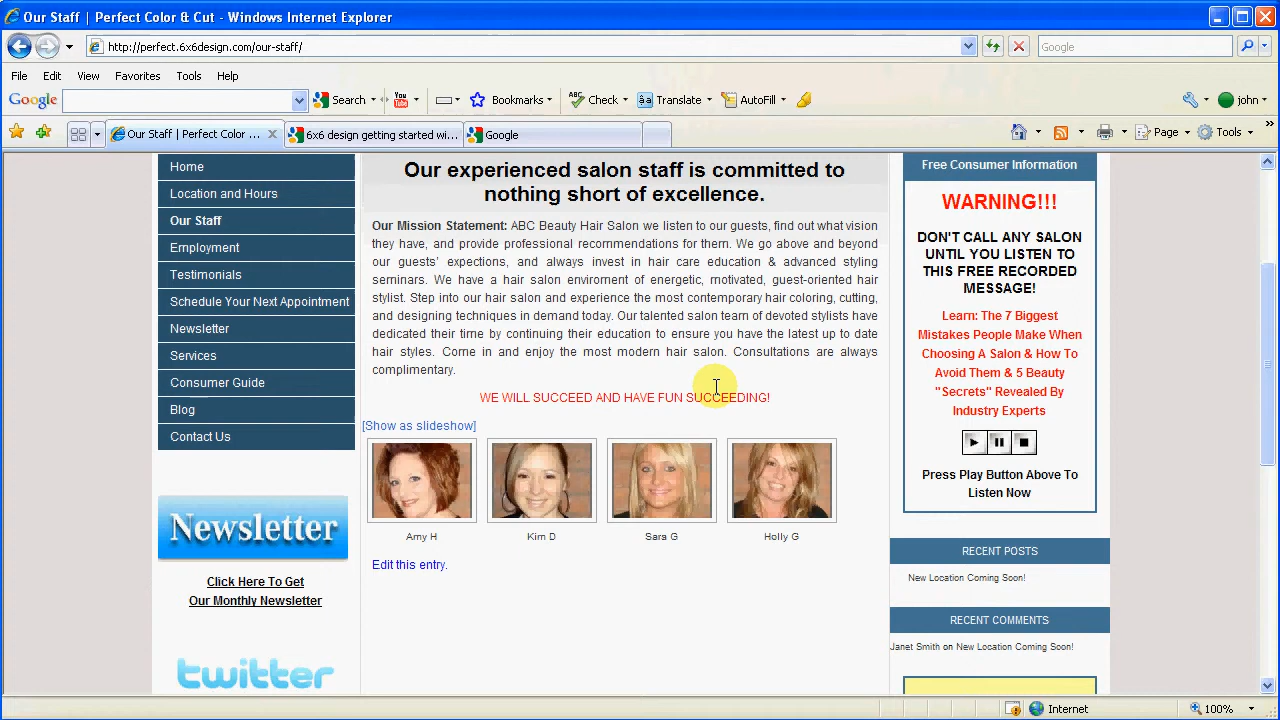 Our Staff | Perfect Color & Cut - Windows Internet Explorer
http://perfect.6x6design.com/our-staff/
Google
File Edit View Favorites Tools Help
Google Search You Tube Bookmarks ABC Check Translate AutoFill john
Our Staff | Perfect Color ... 6x6 design getting started wi... Google Page Tools
Home
Location and Hours
Our Staff
Employment
Testimonials
Schedule Your Next Appointment
Newsletter
Services
Consumer Guide
Blog
Contact Us
Newsletter
Click Here To Get
Our Monthly Newsletter
twitter
Our experienced salon staff is committed to
nothing short of excellence.
Our Mission Statement: ABC Beauty Hair Salon we listen to our guests, find out what vision
they have, and provide professional recommendations for them. We go above and beyond
our guests' expections, and always invest in hair care education & advanced styling
seminars. We have a hair salon enviroment of energetic, motivated, guest-oriented hair
stylist. Step into our hair salon and experience the most contemporary hair coloring, cutting,
and designing techniques in demand today. Our talented salon team of devoted stylists have
dedicated their time by continuing their education to ensure you have the latest up to date
hair styles. Come in and enjoy the most modern hair salon. Consultations are always
complimentary.
WE WILL SUCCEED AND HAVE FUN SUCCEEDING!
[Show as slideshow]
Amy H Kim D Sara G Holly G
Edit this entry.
Free Consumer Information
WARNING!!!
DON'T CALL ANY SALON
UNTIL YOU LISTEN TO
THIS FREE RECORDED
MESSAGE!
Learn: The 7 Biggest
Mistakes People Make When
Choosing A Salon & How To
Avoid Them & 5 Beauty
"Secrets" Revealed By
Industry Experts
Press Play Button Above To
Listen Now
RECENT POSTS
New Location Coming Soon!
RECENT COMMENTS
Janet Smith on New Location Coming Soon!
Internet 100%